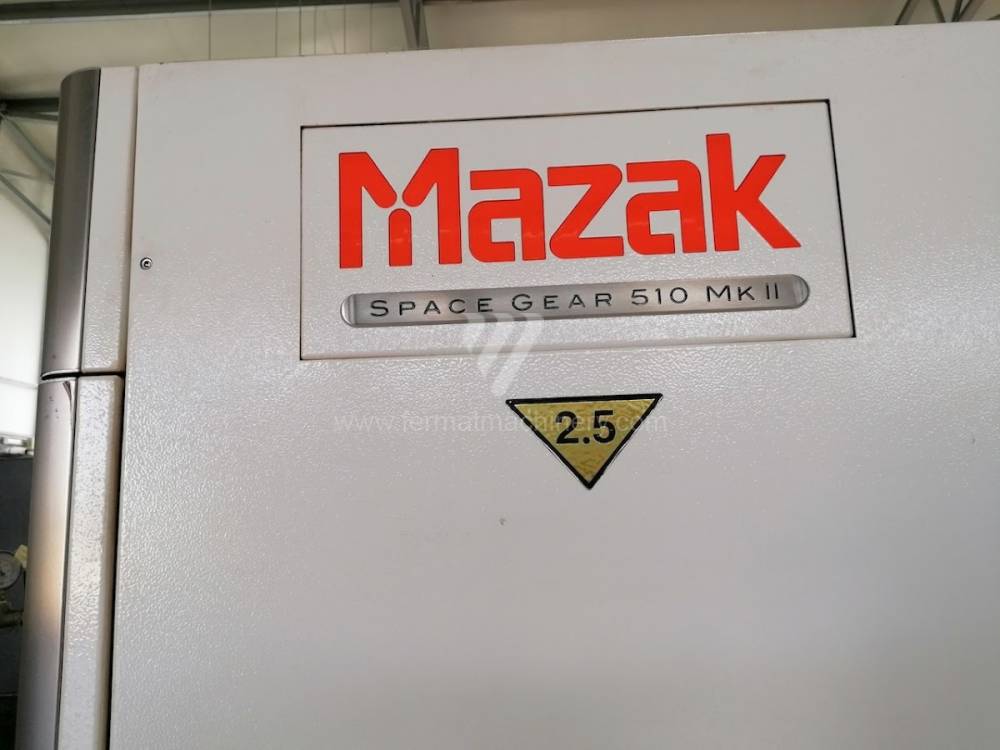 Mazak
SPACE GEAR 510 MK II
www.fermatmachinery.com
2.5